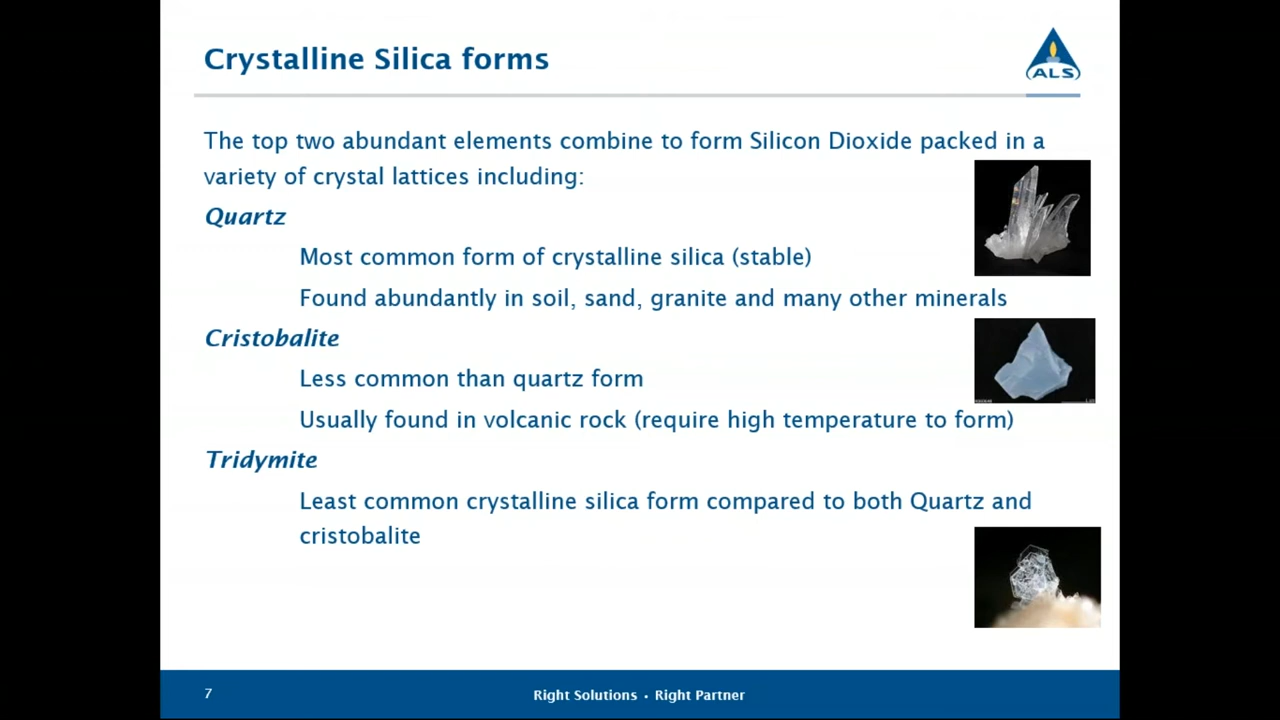 Crystalline Silica forms
ALS
The top two abundant elements combine to form Silicon Dioxide packed in a
variety of crystal lattices including:
Quartz
Most common form of crystalline silica (stable)
Found abundantly in soil, sand, granite and many other minerals
Cristobalite
Less common than quartz form
Usually found in volcanic rock (require high temperature to form)
Tridymite
Least common crystalline silica form compared to both Quartz and
cristobalite
7
Right Solutions • Right Partner